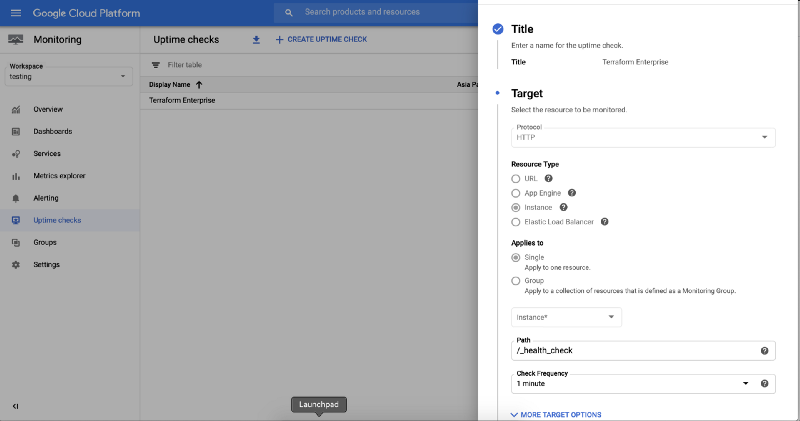 Google Cloud Platform
Search products and resources
Monitoring
Workspace
testing
Overview
Dashboards
Services
Metrics explorer
Alerting
Uptime checks
Groups
Settings
Uptime checks
CREATE UPTIME CHECK
Filter table
Display Name
Asia Pa
Terraform Enterprise
Launchpad
Title
Enter a name for the uptime check.
Title Terraform Enterprise
Target
Select the resource to be monitored.
Protocol
HTTP
Resource Type
URL
App Engine
Instance
Elastic Load Balancer
Applies to
Single
Apply to one resource.
Group
Apply to a collection of resources that is defined as a Monitoring Group.
Instance*
Path
/_health_check
Check Frequency
1 minute
MORE TARGET OPTIONS